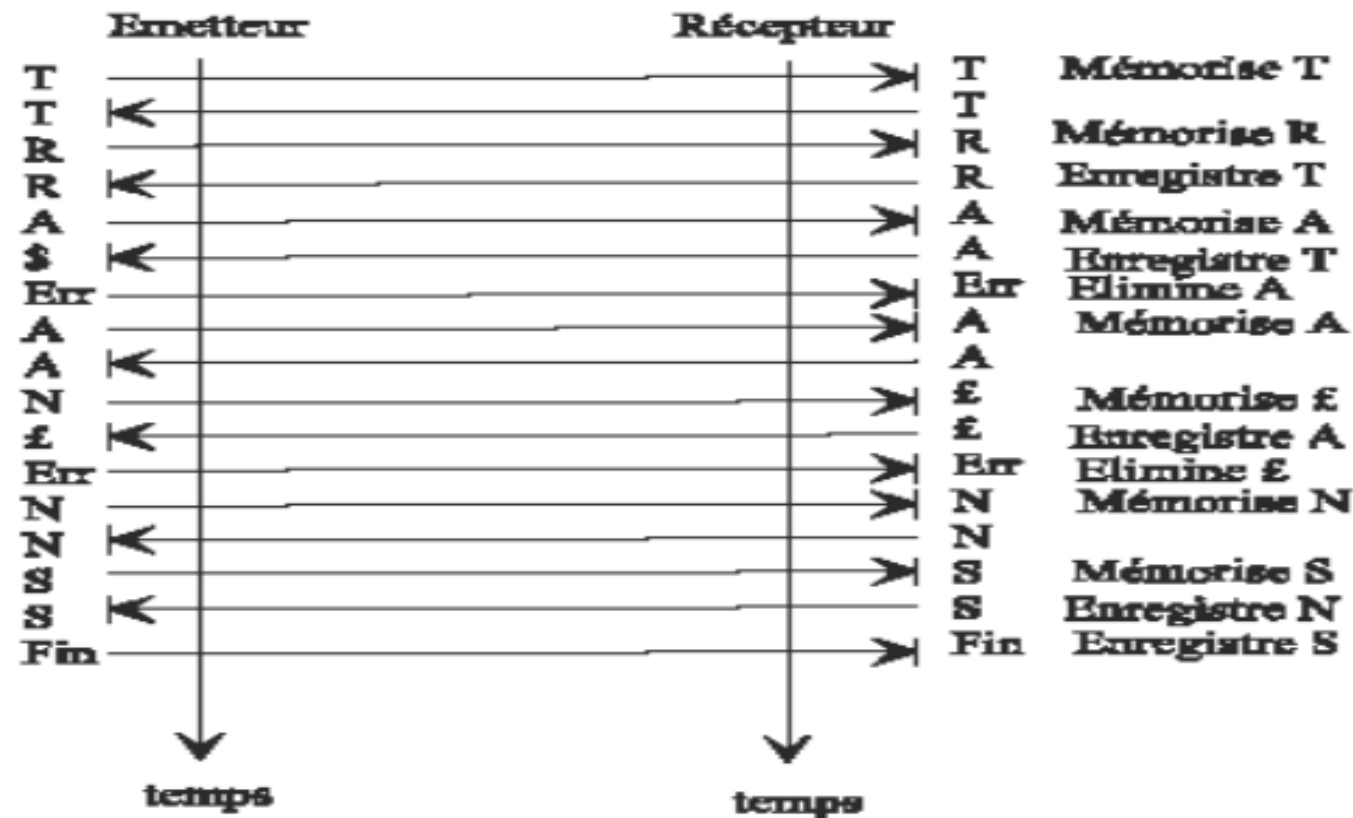 Emetteur Récepteur
T T Mémorise T
T T
R R Mémorise R
R R Enregistre T
A A Mémorise A
$ A Enregistre T
Err Err Elimine A
A A Mémorise A
A A
N £ Mémorise £
£ £ Enregistre A
Err Err Elimine £
N N Mémorise N
N N
S S Mémorise S
S S Enregistre N
Fin Fin Enregistre S
temps temps